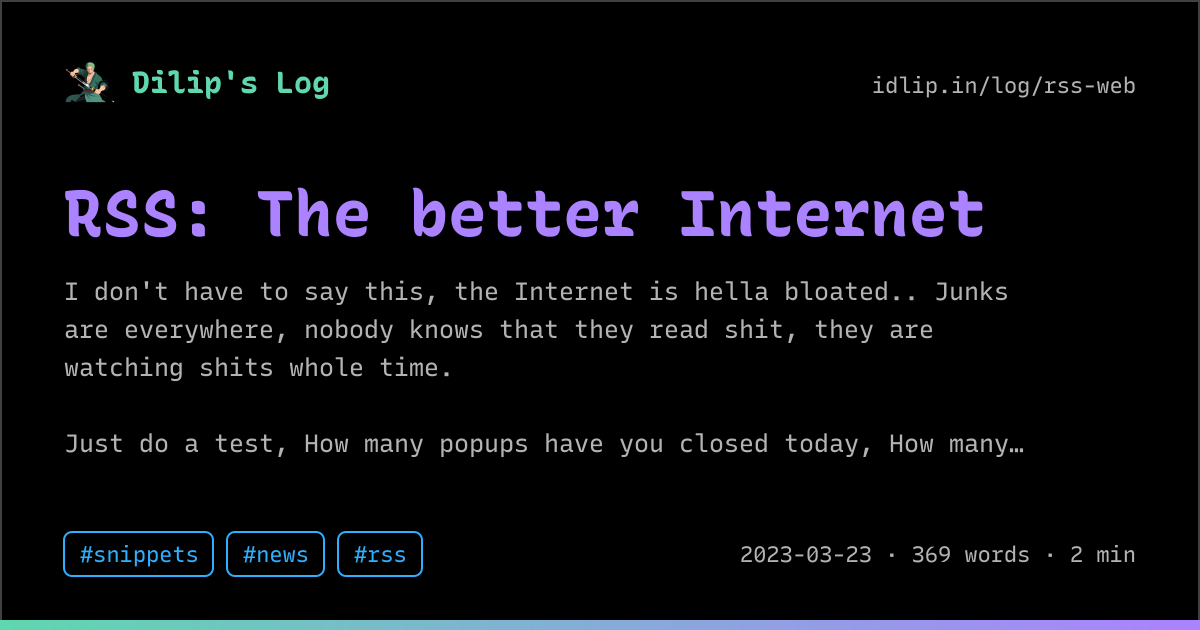 Dilip's Log
idlip.in/log/rss-web
RSS: The better Internet
I don't have to say this, the Internet is hella bloated.. Junks
are everywhere, nobody knows that they read shit, they are
watching shits whole time.
Just do a test, How many popups have you closed today, How many…
#snippets #news #rss
2023-03-23 · 369 words · 2 min